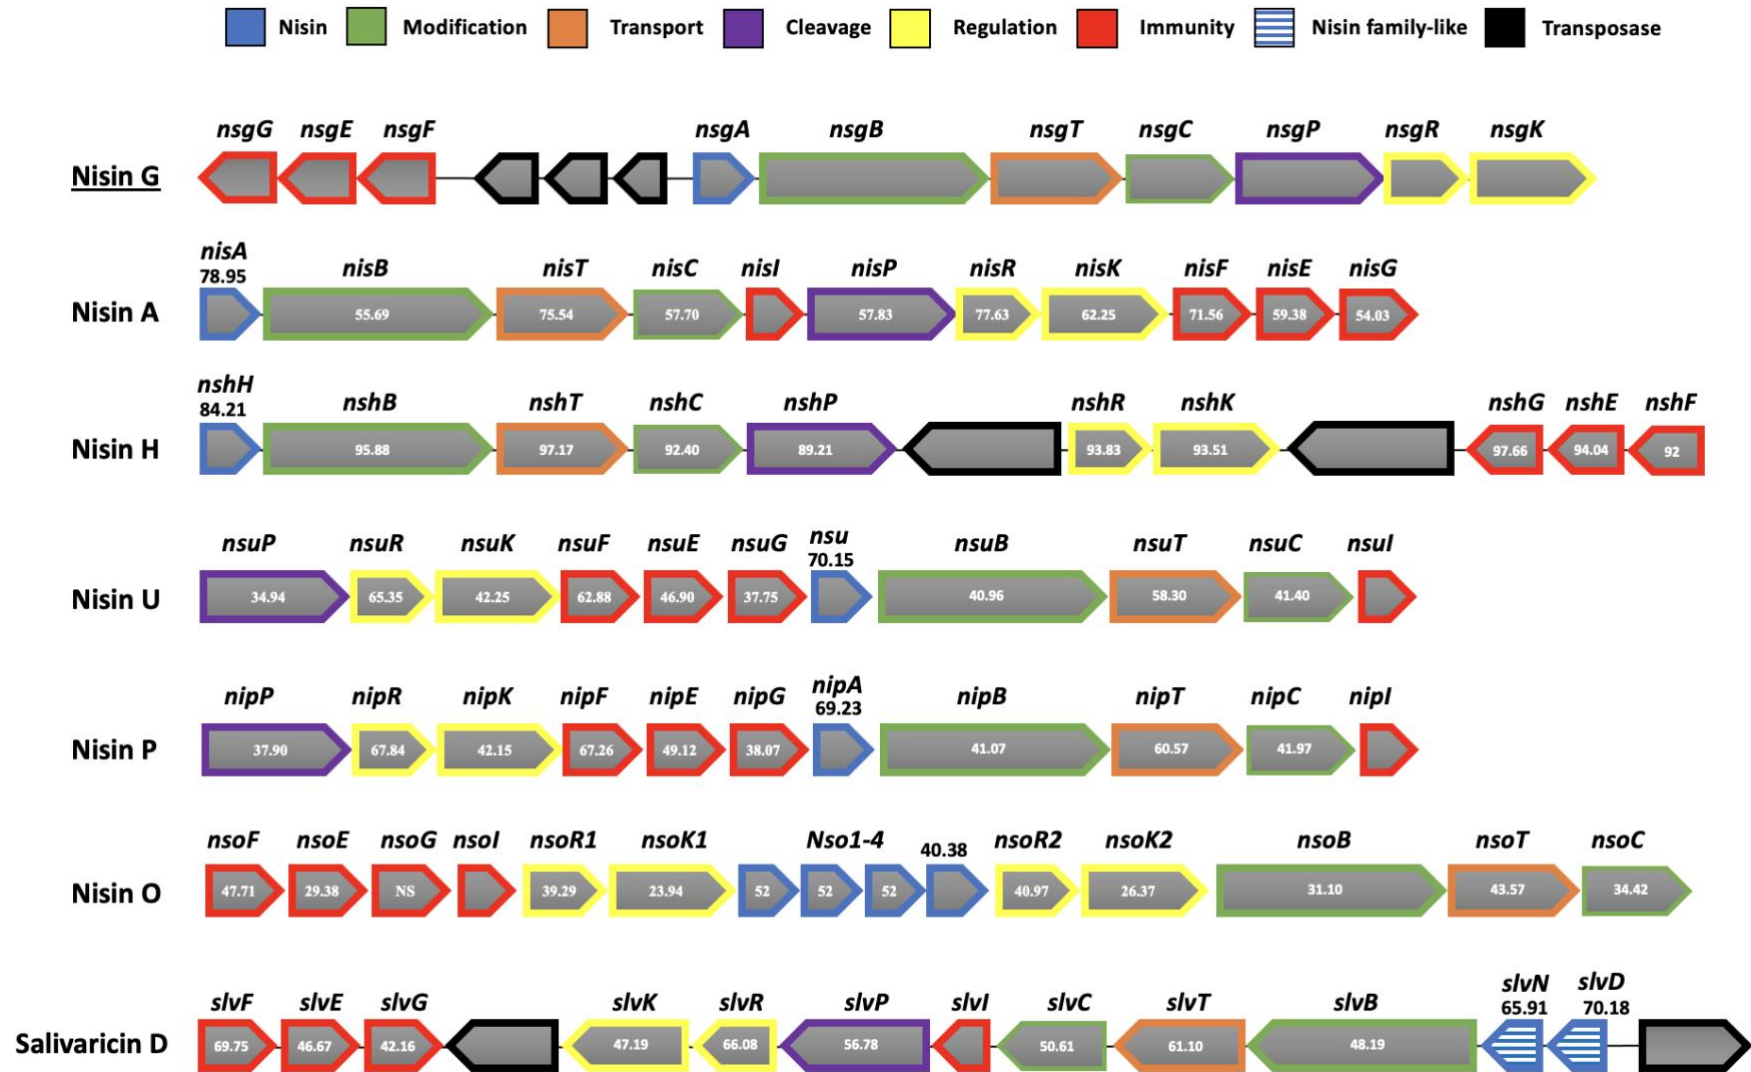 Nisin Modification Transport Cleavage Regulation Immunity Nisin family-like Transposase
nsgG nsgE nsgF nsgA nsgB nsgT nsgC nsgP nsgR nsgK
Nisin G
nisA nisB nisT nisC nisI nisP nisR nisK nisF nisE nisG
78.95
Nisin A 55.69 75.54 57.70 57.83 77.63 62.25 71.56 59.38 54.03
nshH nshB nshT nshC nshP nshR nshK nshG nshE nshF
84.21
Nisin H 95.88 97.17 92.40 89.21 93.83 93.51 97.66 94.04 92
nsuP nsuR nsuK nsuF nsuE nsuG nsu nsuB nsuT nsuC nsuI
70.15
Nisin U 34.94 65.35 42.25 62.88 46.90 37.75 40.96 58.30 41.40
nipP nipR nipK nipF nipE nipG nipA nipB nipT nipC nipI
69.23
Nisin P 37.90 67.84 42.15 67.26 49.12 38.07 41.07 60.57 41.97
nsoF nsoE nsoG nsoI nsoR1 nsoK1 Nso1-4 40.38 nsoR2 nsoK2 nsoB nsoT nsoC
Nisin O 47.71 29.38 NS 39.29 23.94 52 52 52 40.97 26.37 31.10 43.57 34.42
slvF slvE slvG slvK slvR slvP slvI slvC slvT slvB slvN slvD
65.91 70.18
Salivaricin D 69.75 46.67 42.16 47.19 66.08 56.78 50.61 61.10 48.19